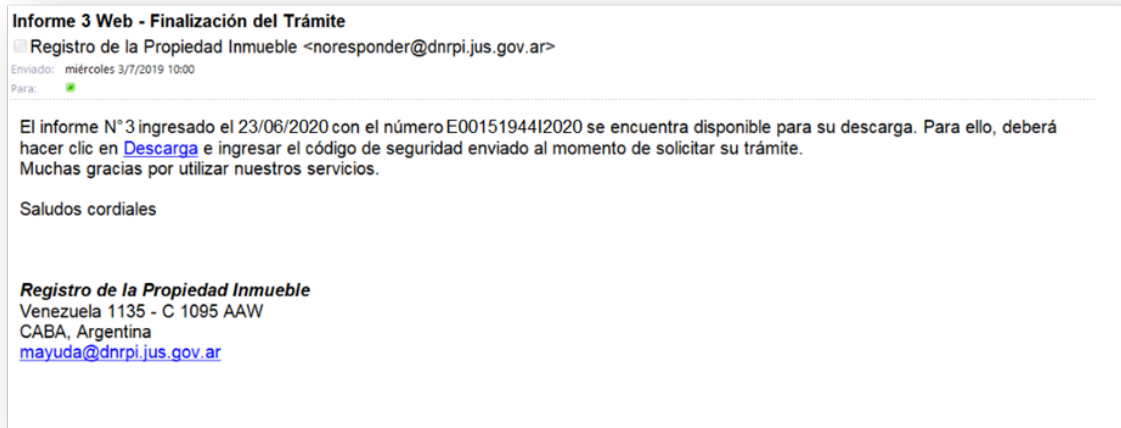 Informe 3 Web - Finalización del Trámite
Registro de la Propiedad Inmueble <noresponder@dnrpi.jus.gov.ar>
Enviado: miércoles 3/7/2019 10:00
Para:
El informe N° 3 ingresado el 23/06/2020 con el número E00151944I2020 se encuentra disponible para su descarga. Para ello, deberá
hacer clic en Descarga e ingresar el código de seguridad enviado al momento de solicitar su trámite.
Muchas gracias por utilizar nuestros servicios.
Saludos cordiales
Registro de la Propiedad Inmueble
Venezuela 1135 - C 1095 AAW
CABA, Argentina
mayuda@dnrpi.jus.gov.ar